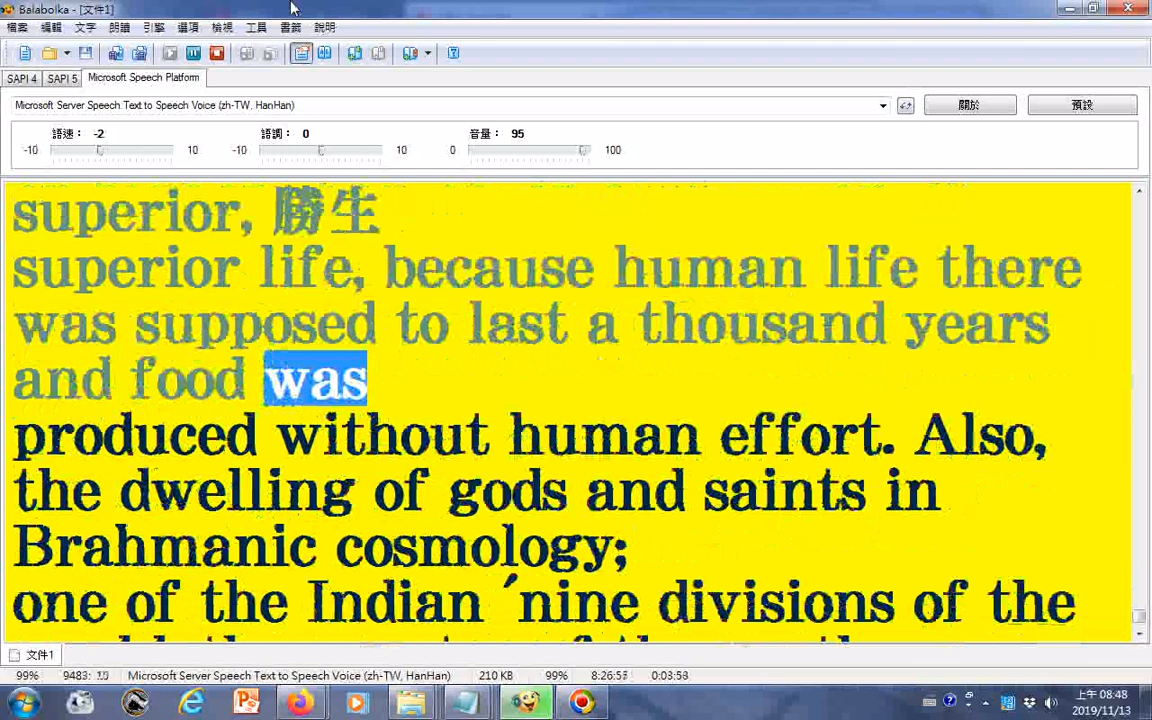 Balabolka - [文件1]
檔案 編輯 文字 朗讀 引擎 選項 檢視 工具 書籤 說明
SAPI 4 SAPI 5 Microsoft Speech Platform
Microsoft Server Speech Text to Speech Voice (zh-TW, HanHan) 關於 預設
語速： -2 語調： 0 音量： 95
-10 10 -10 10 0 100
superior, 勝生
superior life, because human life there
was supposed to last a thousand years
and food was
produced without human effort. Also,
the dwelling of gods and saints in
Brahmanic cosmology;
one of the Indian ′nine divisions of the
文件1
99% 9483: Microsoft Server Speech Text to Speech Voice (zh-TW, HanHan) 210 KB 99% 0:03:58
上午 08:48
2019/11/13